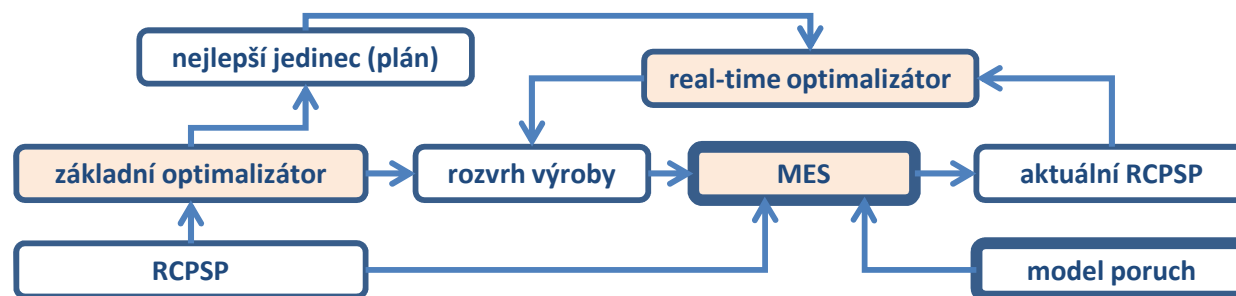 nejlepší jedinec (plán)
real-time optimalizátor
základní optimalizátor
rozvrh výroby
MES
aktuální RCPSP
RCPSP
model poruch